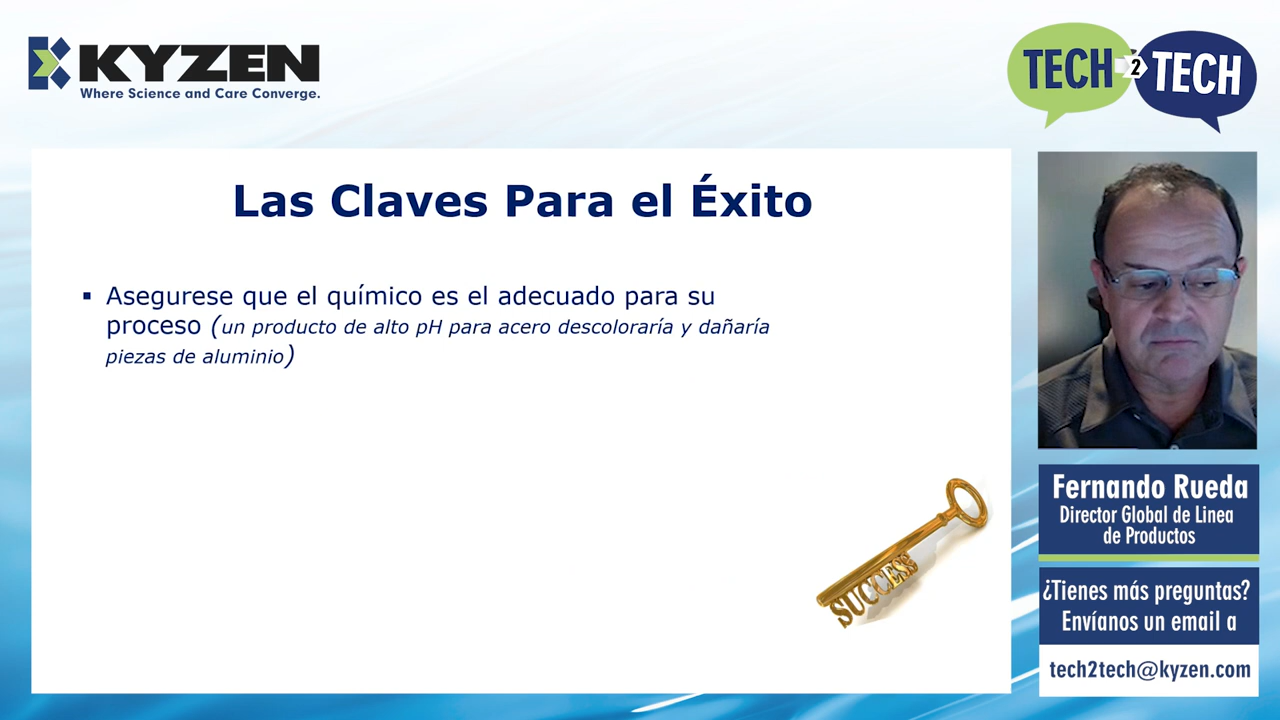 KYZEN
Where Science and Care Converge.
TECH 2 TECH
Las Claves Para el Éxito
▪ Asegurese que el químico es el adecuado para su
proceso (un producto de alto pH para acero descoloraría y dañaría
piezas de aluminio)
SUCCESS
Fernando Rueda
Director Global de Linea
de Productos
¿Tienes más preguntas?
Envíanos un email a
tech2tech@kyzen.com